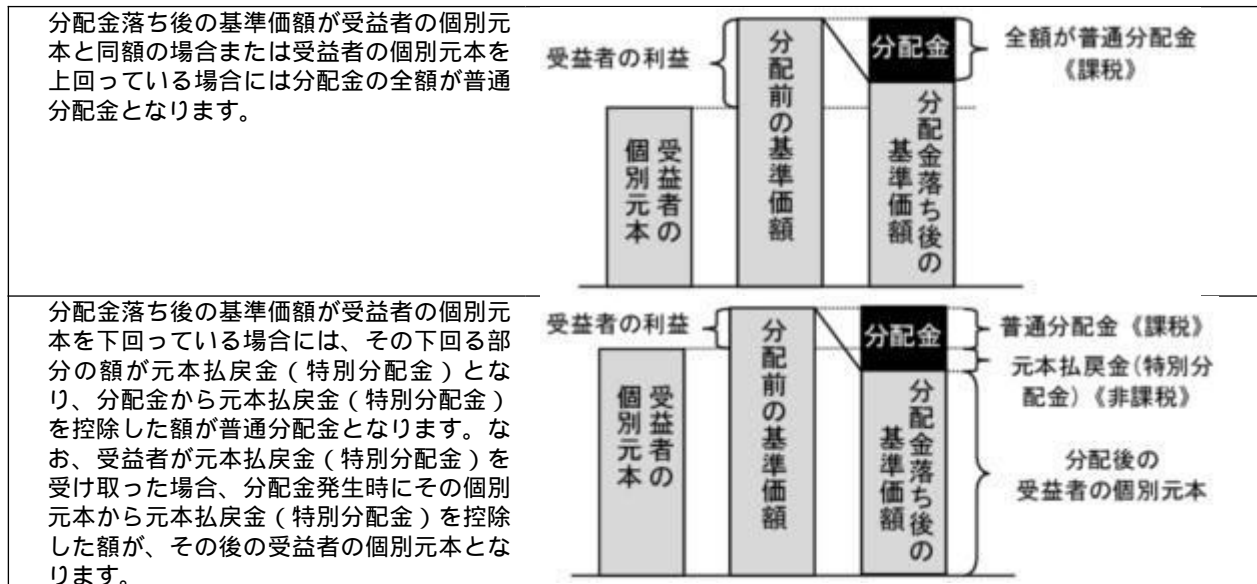 分配金落ち後の基準価額が受益者の個別元
本と同額の場合または受益者の個別元本を
上回っている場合には分配金の全額が普通
分配金となります。
受益者の利益
受益者の
個別元本
分配前の基準価額
分配金
分配金落ち後の
基準価額
全額が普通分配金
《課税》
分配金落ち後の基準価額が受益者の個別元
本を下回っている場合には、その下回る部
分の額が元本払戻金（特別分配金）とな
り、分配金から元本払戻金（特別分配金）
を控除した額が普通分配金となります。な
お、受益者が元本払戻金（特別分配金）を
受け取った場合、分配金発生時にその個別
元本から元本払戻金（特別分配金）を控除
した額が、その後の受益者の個別元本とな
ります。
受益者の利益
受益者の
個別元本
分配前の基準価額
分配金
分配金落ち後の
基準価額
普通分配金《課税》
元本払戻金(特別分
配金)《非課税》
分配後の
受益者の個別元本